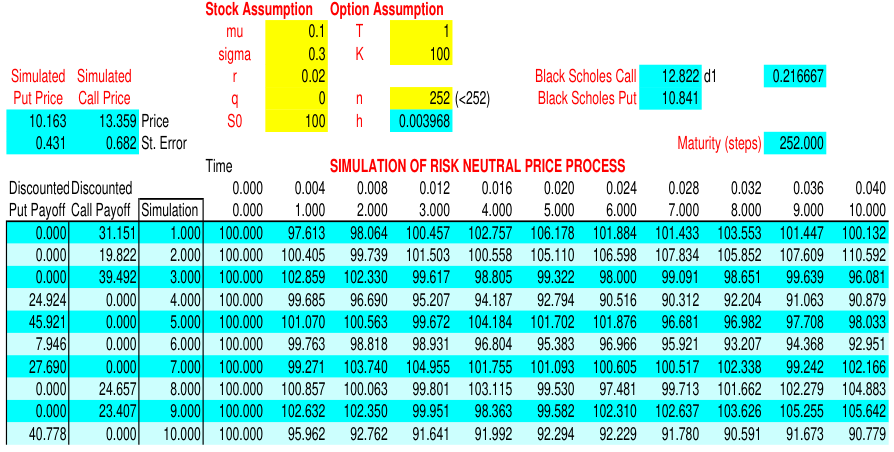 Stock Assumption Option Assumption
mu 0.1 T 1
sigma 0.3 K 100
Simulated Simulated r 0.02 Black Scholes Call 12.822 d1 0.216667
Put Price Call Price q 0 n 252 (<252) Black Scholes Put 10.841
10.163 13.359 Price S0 100 h 0.003968
0.431 0.682 St. Error Maturity (steps) 252.000
Time SIMULATION OF RISK NEUTRAL PRICE PROCESS
Discounted Discounted 0.000 0.004 0.008 0.012 0.016 0.020 0.024 0.028 0.032 0.036 0.040
Put Payoff Call Payoff Simulation 0.000 1.000 2.000 3.000 4.000 5.000 6.000 7.000 8.000 9.000 10.000
0.000 31.151 1.000 100.000 97.613 98.064 100.457 102.757 106.178 101.884 101.433 103.553 101.447 100.132
0.000 19.822 2.000 100.000 100.405 99.739 101.503 100.558 105.110 106.598 107.834 105.852 107.609 110.592
0.000 39.492 3.000 100.000 102.859 102.330 99.617 98.805 99.322 98.000 99.091 98.651 99.639 96.081
24.924 0.000 4.000 100.000 99.685 96.690 95.207 94.187 92.794 90.516 90.312 92.204 91.063 90.879
45.921 0.000 5.000 100.000 101.070 100.563 99.672 104.184 101.702 101.876 96.681 96.982 97.708 98.033
7.946 0.000 6.000 100.000 99.763 98.818 98.931 96.804 95.383 96.966 95.921 93.207 94.368 92.951
27.690 0.000 7.000 100.000 99.271 103.740 104.955 101.755 101.093 100.605 100.517 102.338 99.242 102.166
0.000 24.657 8.000 100.000 100.857 100.063 99.801 103.115 99.530 97.481 99.713 101.662 102.279 104.883
0.000 23.407 9.000 100.000 102.632 102.350 99.951 98.363 99.582 102.310 102.637 103.626 105.255 105.642
40.778 0.000 10.000 100.000 95.962 92.762 91.641 91.992 92.294 92.229 91.780 90.591 91.673 90.779